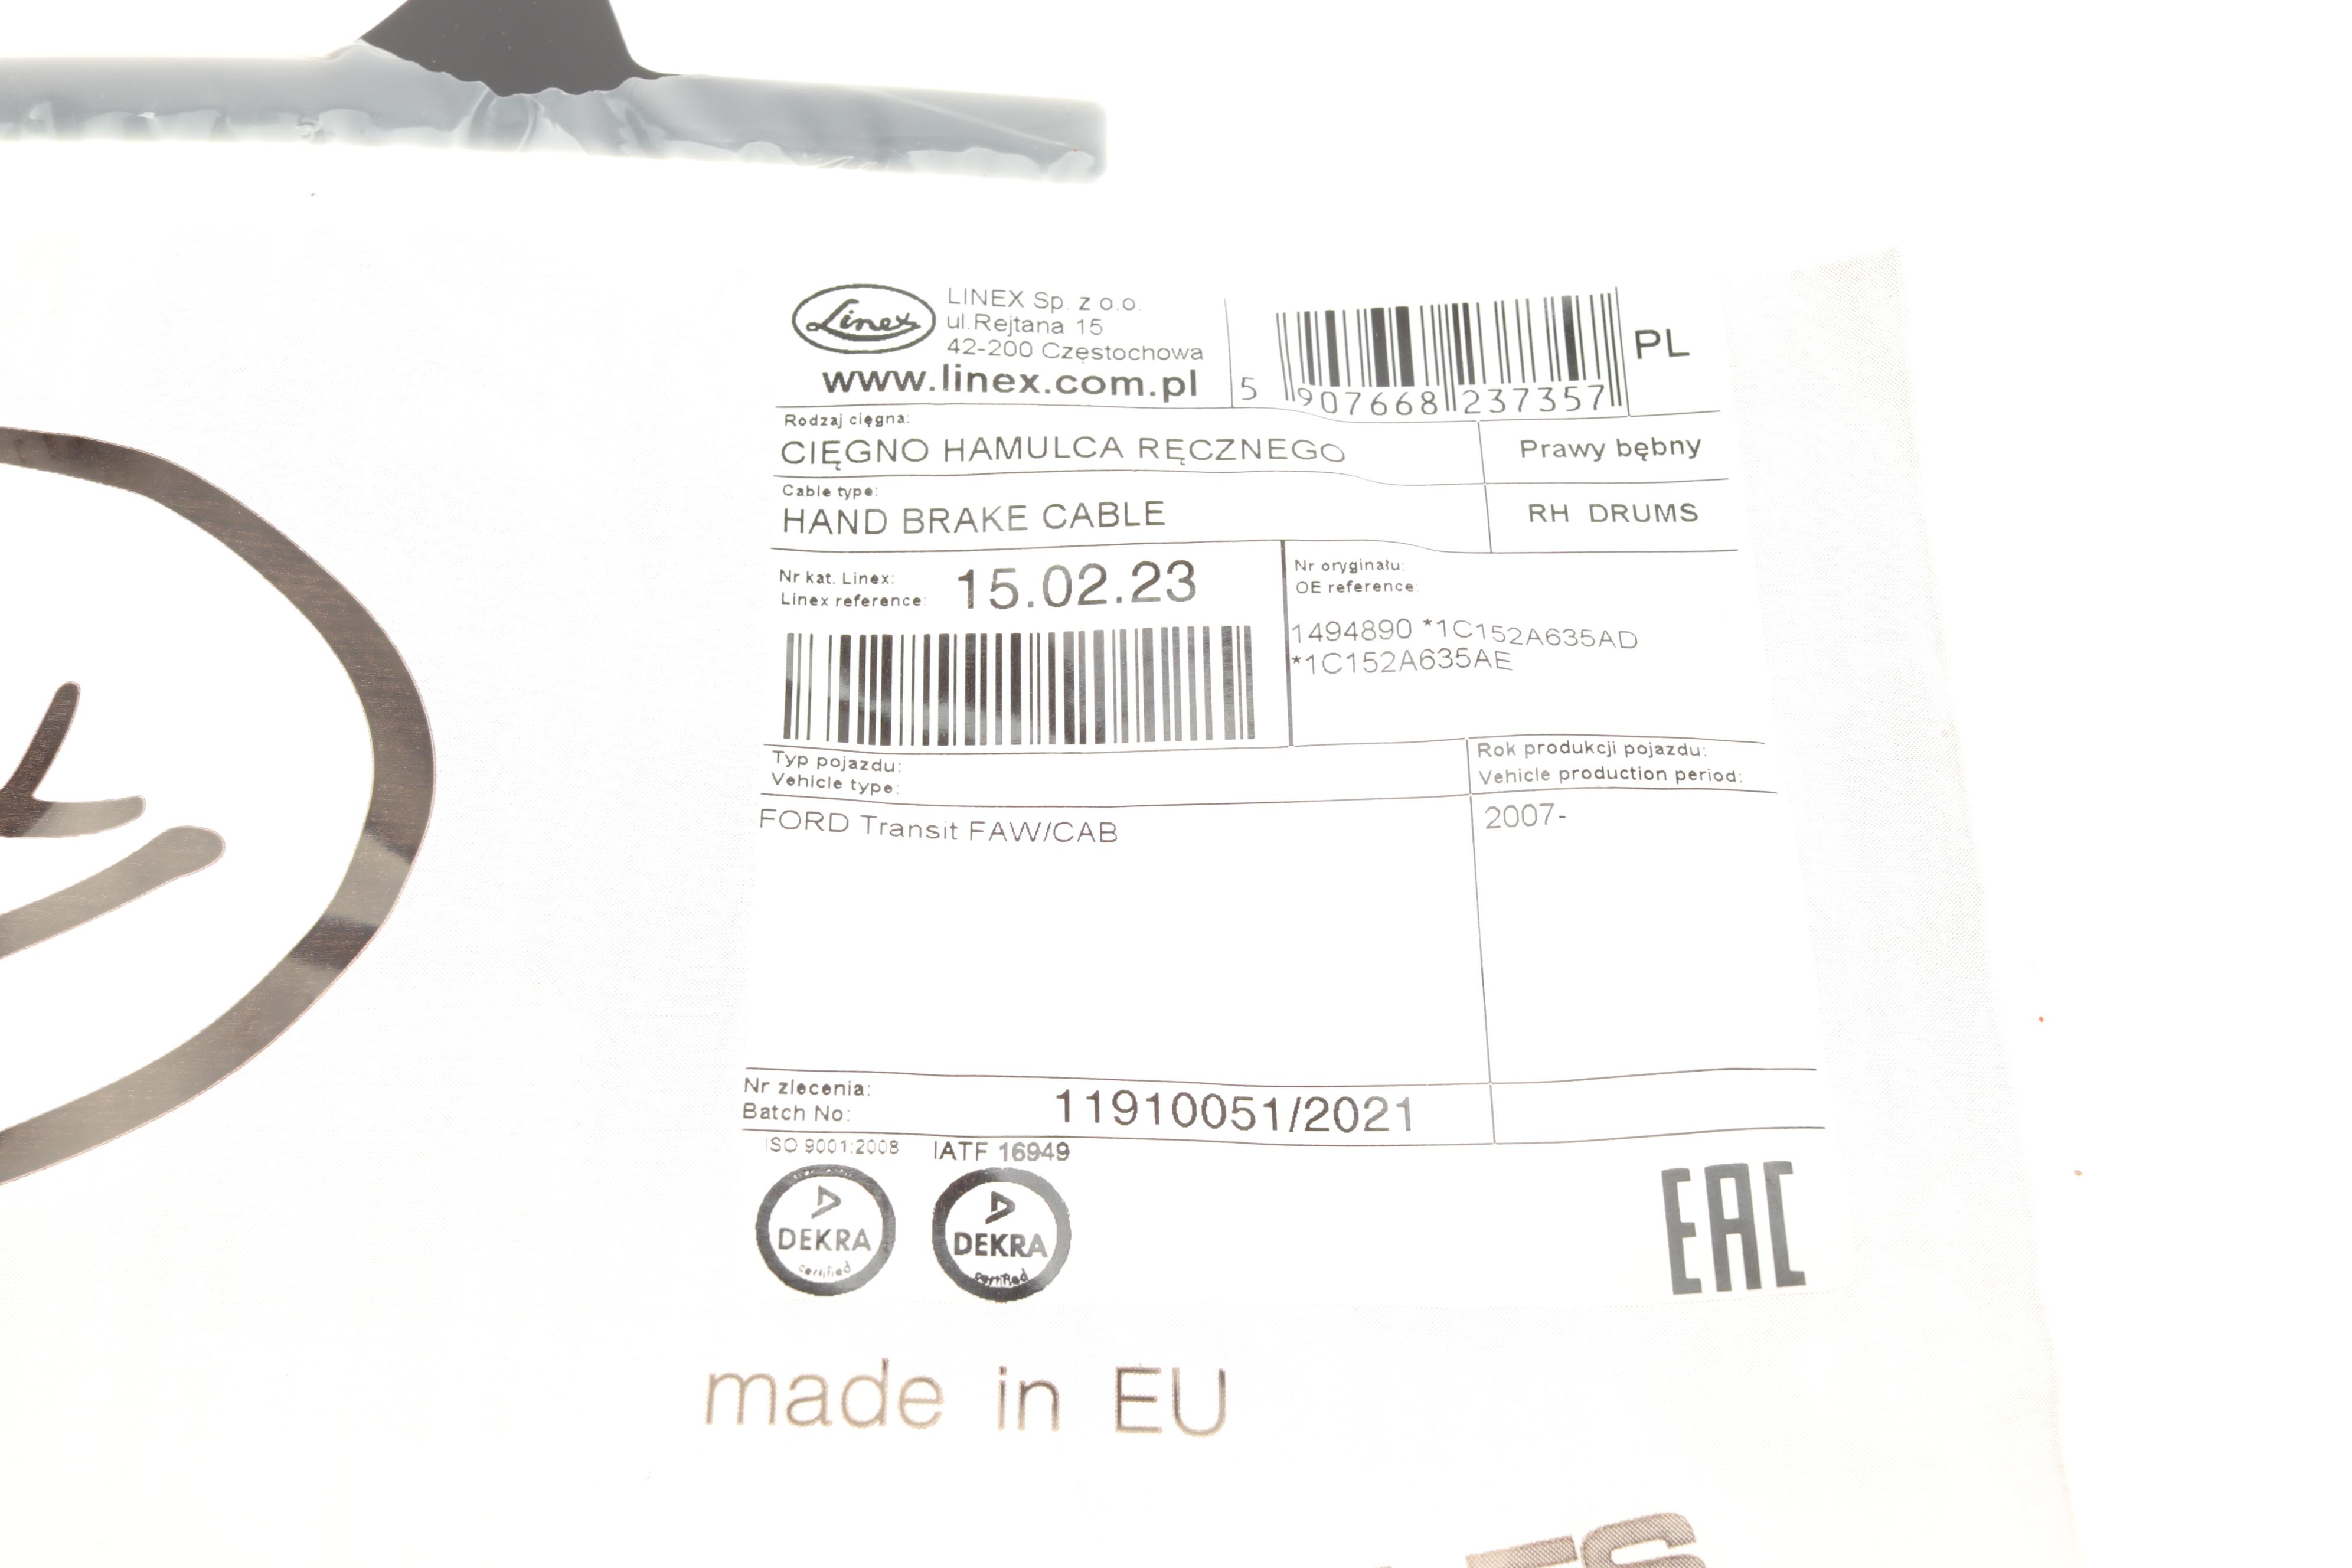 Linex
LINEX Sp. z o.o.
ul.Rejtana 15
42-200 Częstochowa
www.linex.com.pl
5 907668 237357
PL
Rodzaj cięgna:
CIĘGNO HAMULCA RĘCZNEGO
Prawy bębny
Cable type:
HAND BRAKE CABLE
RH DRUMS
Nr kat. Linex:
Linex reference:
15.02.23
Nr oryginału:
OE reference:
1494890 *1C152A635AD
*1C152A635AE
Typ pojazdu:
Vehicle type:
Rok produkcji pojazdu:
Vehicle production period:
FORD Transit FAW/CAB
2007-
Nr zlecenia:
Batch No:
11910051/2021
ISO 9001:2008
IATF 16949
DEKRA
certified
DEKRA
certified
EAC
made in EU